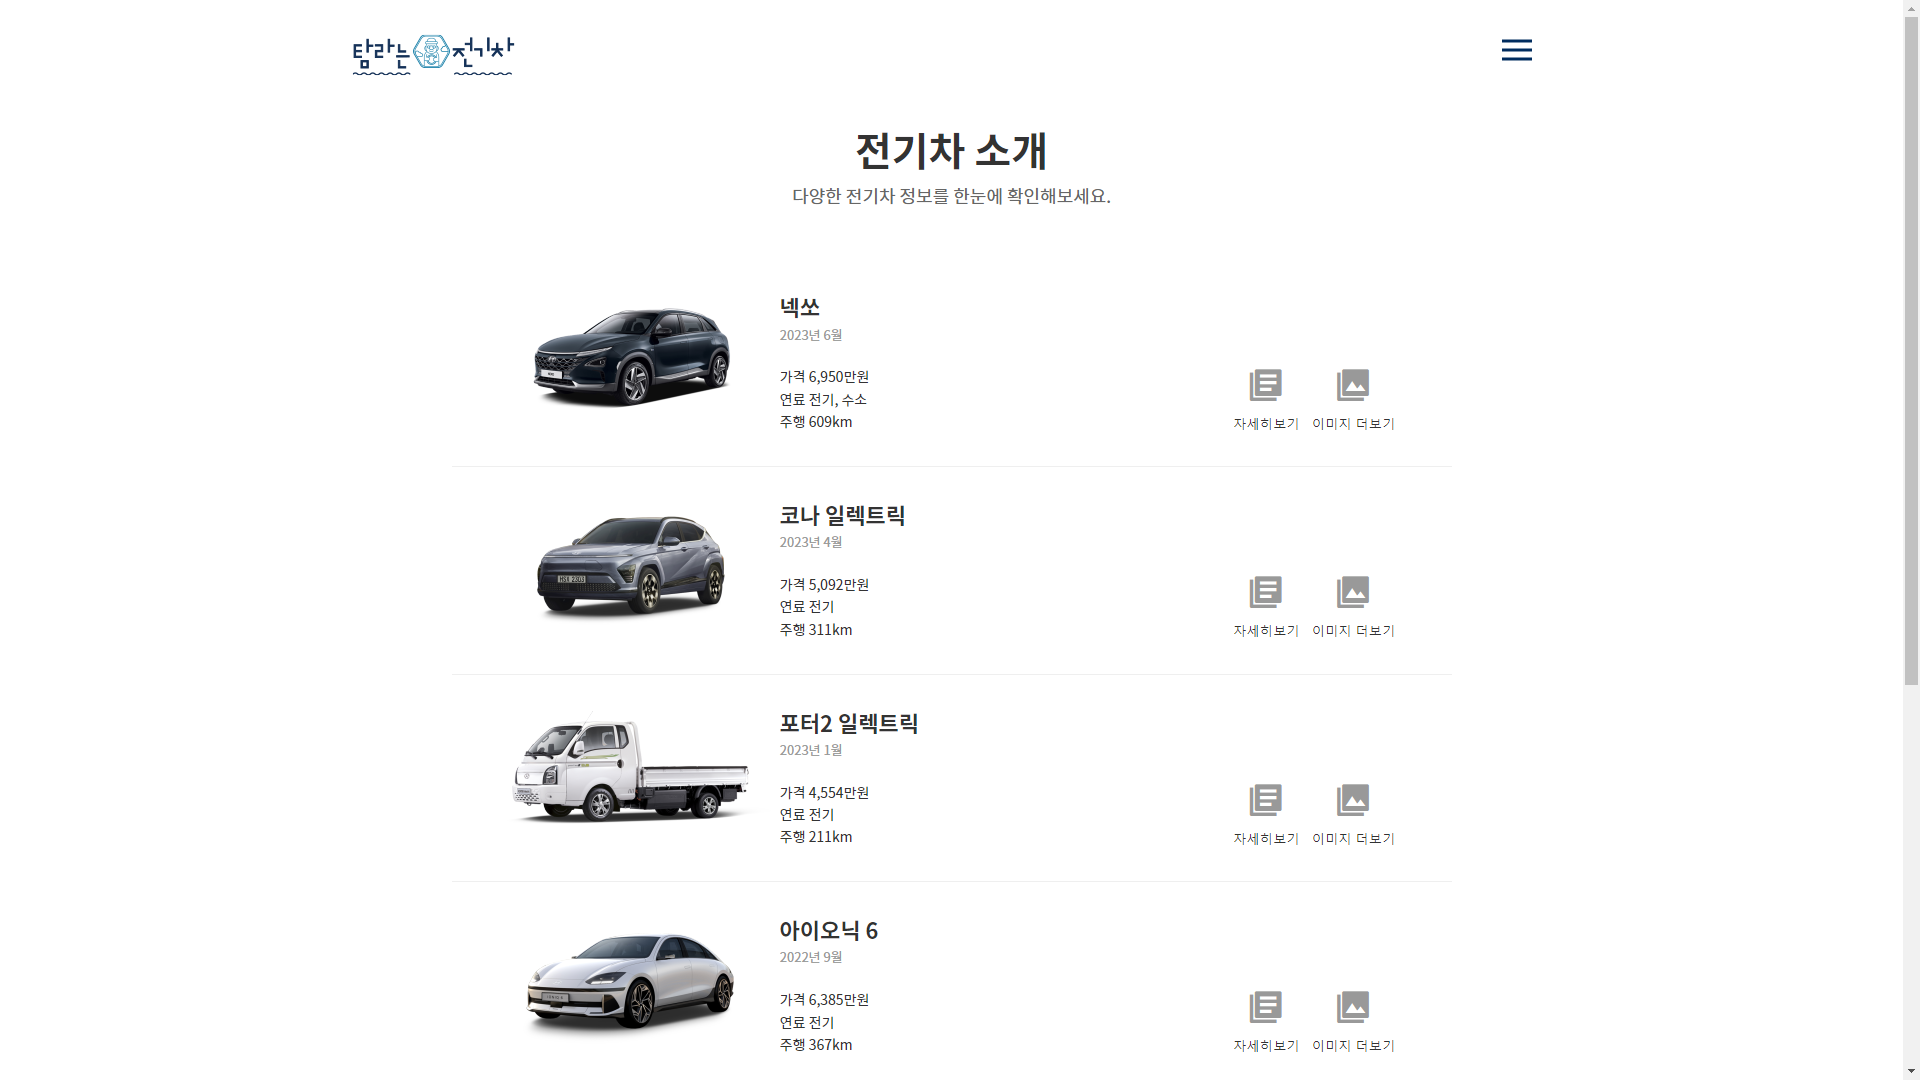 탐라는 전기차
전기차 소개
다양한 전기차 정보를 한눈에 확인해보세요.
넥쏘
2023년 6월
가격 6,950만원
연료 전기, 수소
주행 609km
자세히보기 이미지 더보기
코나 일렉트릭
2023년 4월
가격 5,092만원
연료 전기
주행 311km
자세히보기 이미지 더보기
포터2 일렉트릭
2023년 1월
가격 4,554만원
연료 전기
주행 211km
자세히보기 이미지 더보기
아이오닉 6
2022년 9월
가격 6,385만원
연료 전기
주행 367km
자세히보기 이미지 더보기